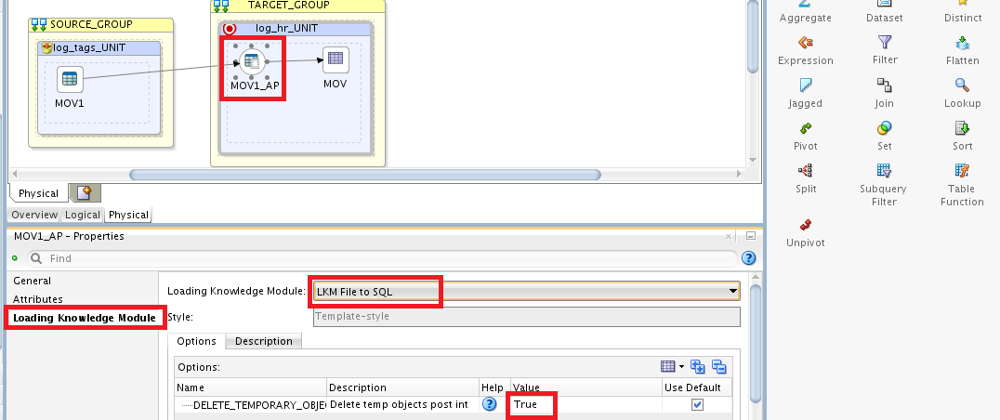 TARGET_GROUP
SOURCE_GROUP
log_hr_UNIT
log_tags_UNIT
MOV1
MOV1_AP
MOV
Physical
Overview Logical Physical
MOV1_AP - Properties
Find
General
Attributes
Loading Knowledge Module
Loading Knowledge Module: LKM File to SQL
Style: Template-style
Options Description
Options:
Name Description Help Value Use Default
DELETE_TEMPORARY_OBJE Delete temp objects post int True
Aggregate Dataset Distinct
Expression Filter Flatten
Jagged Join Lookup
Pivot Set Sort
Split Subquery Table
Filter Function
Unpivot